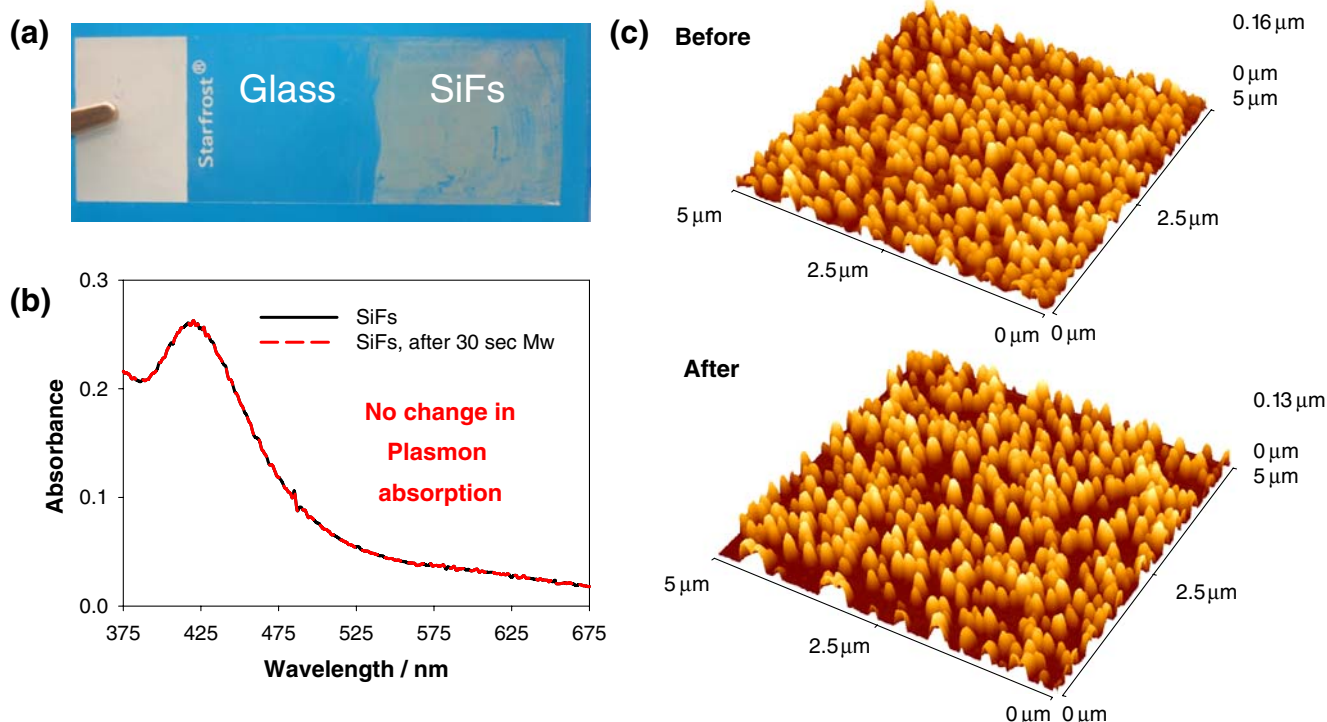 (a)
Starfrost®
Glass
SiFs
(b)
0.3
0.2
0.1
0.0
Absorbance
SiFs
SiFs, after 30 sec Mw
No change in
Plasmon
absorption
375
425
475
525
575
625
675
Wavelength / nm
(c)
Before
0.16 μm
0 μm
5 μm
5 μm
2.5 μm
2.5 μm
0 μm
0 μm
After
0.13 μm
0 μm
5 μm
5 μm
2.5 μm
2.5 μm
0 μm
0 μm